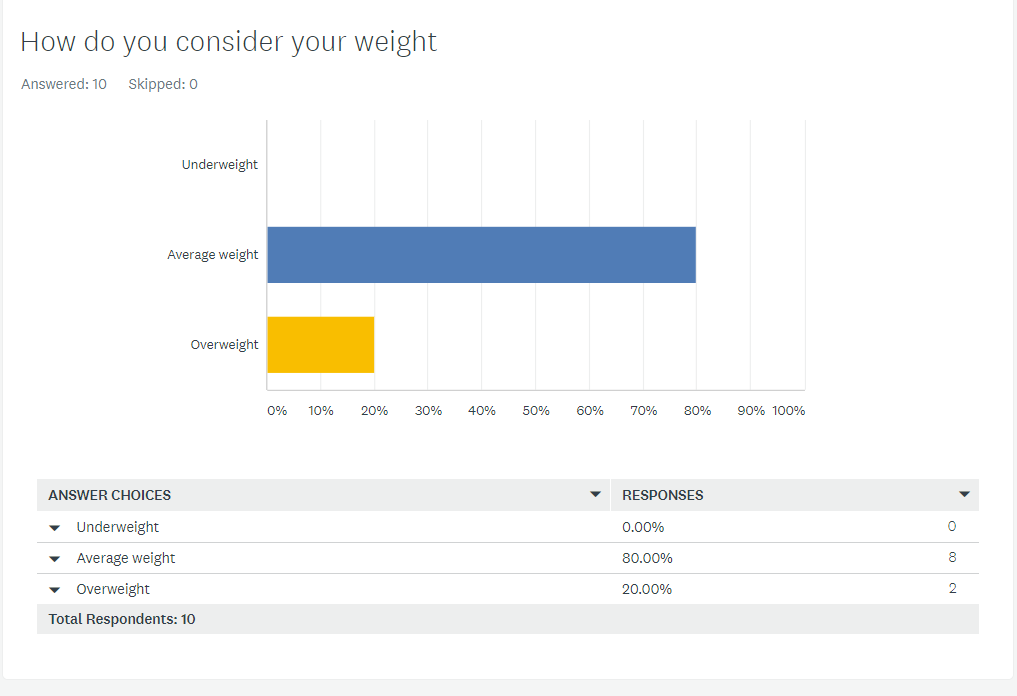 How do you consider your weight
Answered: 10 Skipped: 0
Underweight
Average weight
Overweight
0% 10% 20% 30% 40% 50% 60% 70% 80% 90% 100%
ANSWER CHOICES RESPONSES
Underweight 0.00% 0
Average weight 80.00% 8
Overweight 20.00% 2
Total Respondents: 10